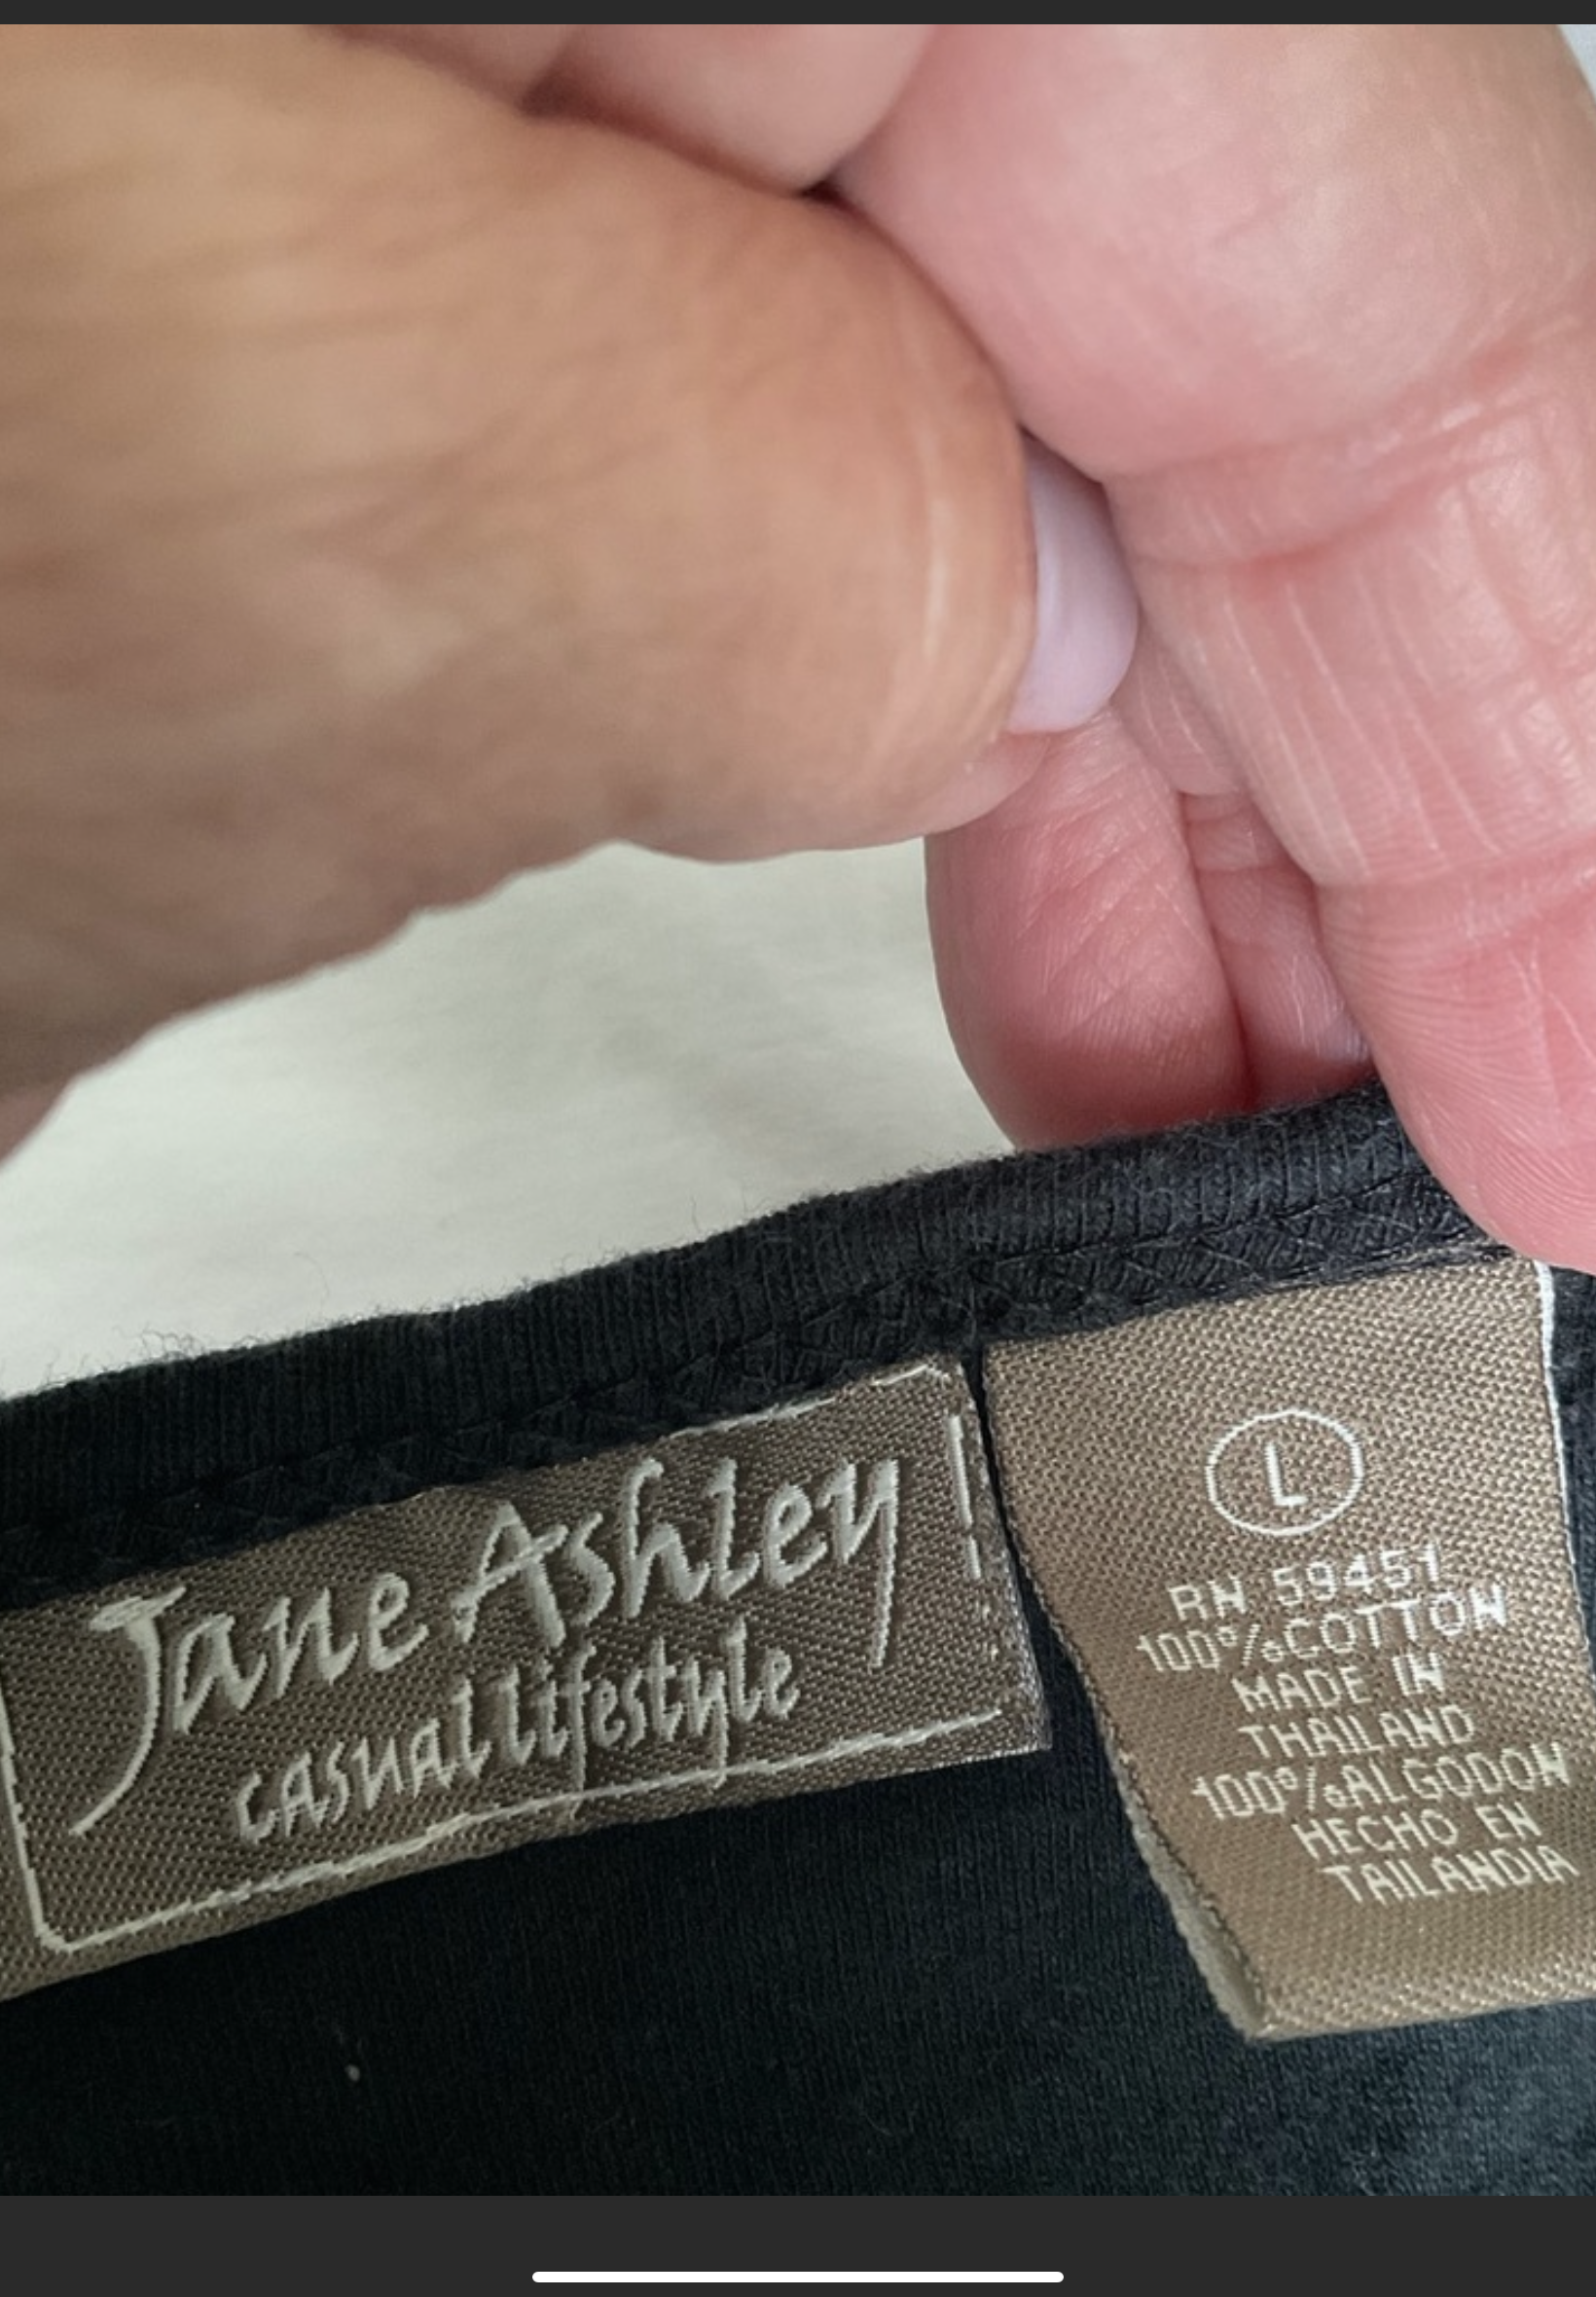 Jane Ashley
casual lifestyle
L
RN 59451
100%COTTON
MADE IN
THAILAND
100%ALGODON
HECHO EN
TAILANDIA